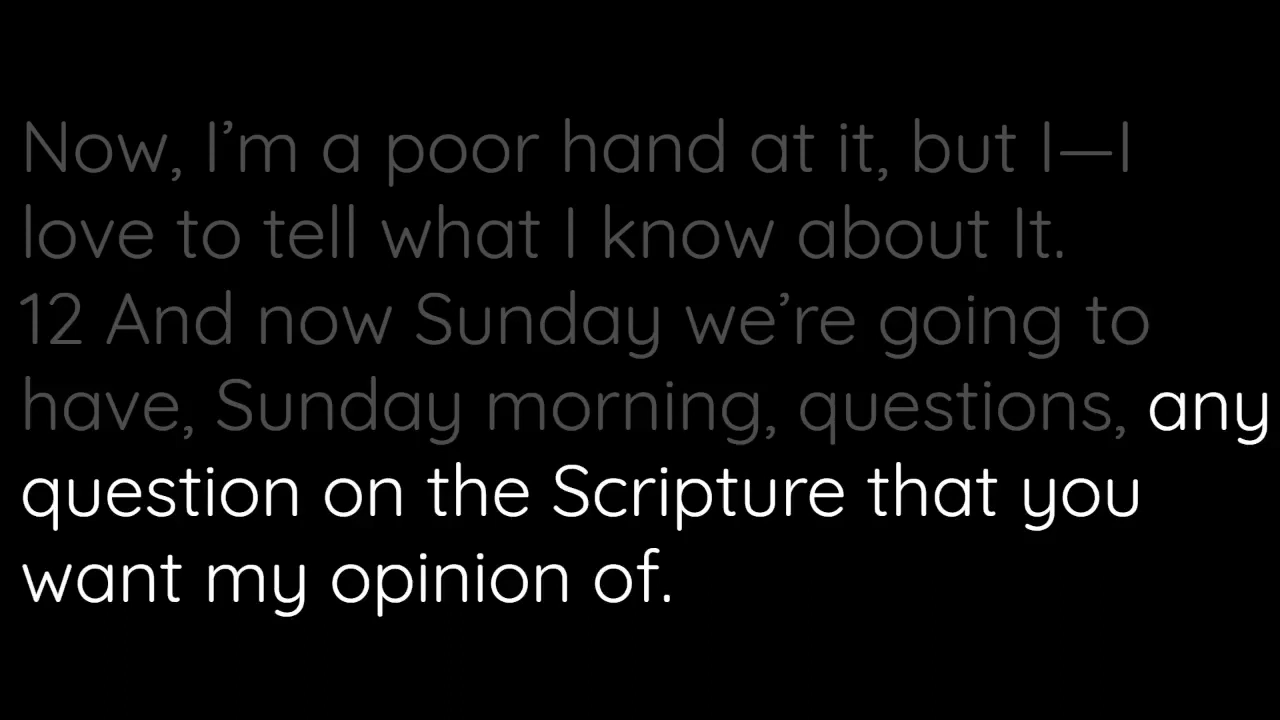 Now, I’m a poor hand at it, but I—I
love to tell what I know about It.
12 And now Sunday we’re going to
have, Sunday morning, questions, any
question on the Scripture that you
want my opinion of.